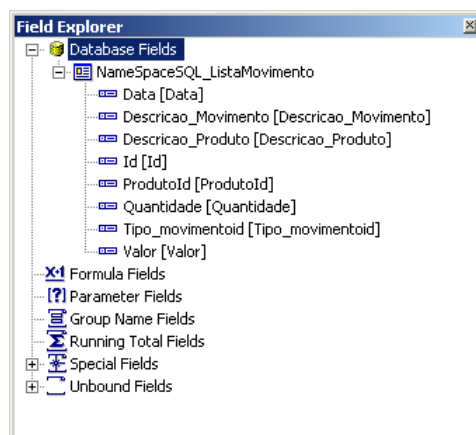 Field Explorer
Database Fields
NameSpaceSQL_ListaMovimento
Data [Data]
Descricao_Movimento [Descricao_Movimento]
Descricao_Produto [Descricao_Produto]
Id [Id]
ProdutoId [ProdutoId]
Quantidade [Quantidade]
Tipo_movimentoid [Tipo_movimentoid]
Valor [Valor]
Formula Fields
Parameter Fields
Group Name Fields
Running Total Fields
Special Fields
Unbound Fields